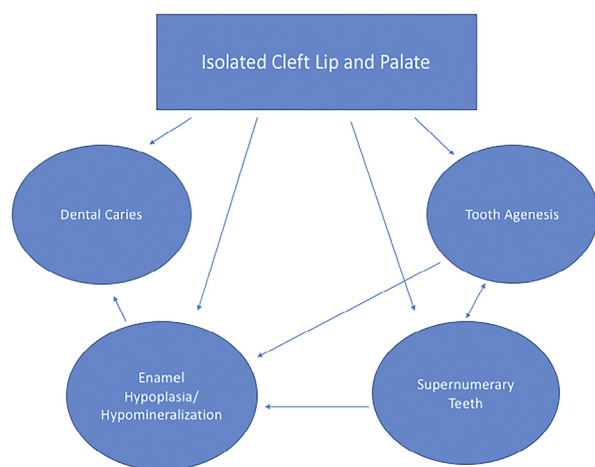 Isolated Cleft Lip and Palate
Dental Caries
Tooth Agenesis
Enamel
Hypoplasia/
Hypomineralization
Supernumerary
Teeth